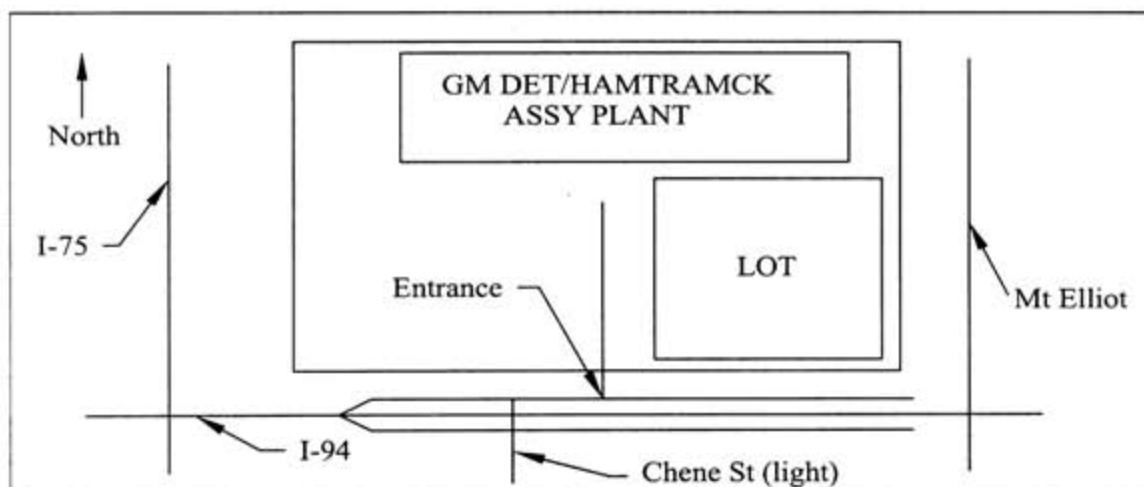 GM DET/HAMTRAMCK
ASSY PLANT
North
I-75
LOT
Entrance
Mt Elliot
I-94
Chene St (light)